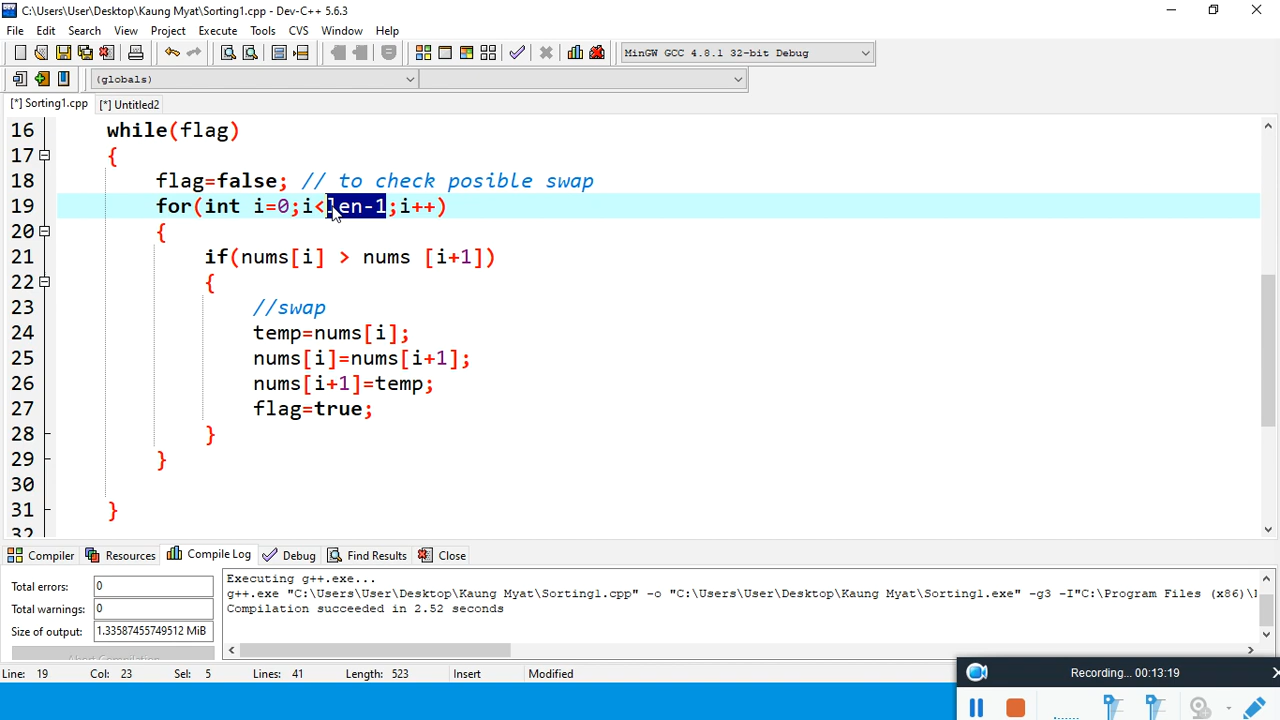 C:\Users\User\Desktop\Kaung Myat\Sorting1.cpp - Dev-C++ 5.6.3
File Edit Search View Project Execute Tools CVS Window Help
MinGW GCC 4.8.1 32-bit Debug
(globals)
[*] Sorting1.cpp [*] Untitled2
16 while(flag)
17 {
18 flag=false; // to check posible swap
19 for(int i=0;i<len-1;i++)
20 {
21 if(nums[i] > nums [i+1])
22 {
23 //swap
24 temp=nums[i];
25 nums[i]=nums[i+1];
26 nums[i+1]=temp;
27 flag=true;
28 }
29 }
30
31 }
32
Compiler Resources Compile Log Debug Find Results Close
Total errors: 0
Total warnings: 0
Size of output: 1.33587455749512 MiB
Abort Compilation
Executing g++.exe...
g++.exe "C:\Users\User\Desktop\Kaung Myat\Sorting1.cpp" -o "C:\Users\User\Desktop\Kaung Myat\Sorting1.exe" -g3 -I"C:\Program Files (x86)\
Compilation succeeded in 2.52 seconds
Line: 19 Col: 23 Sel: 5 Lines: 41 Length: 523 Insert Modified
Recording... 00:13:19